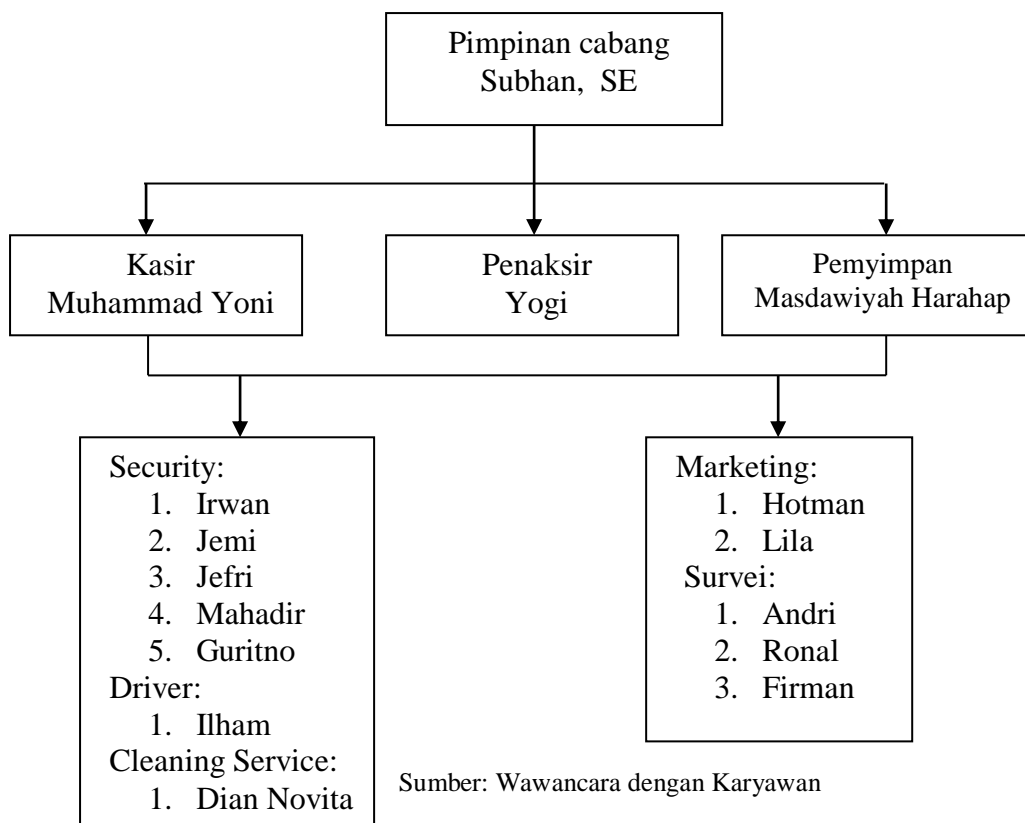 Pimpinan cabang
Subhan, SE
Kasir
Muhammad Yoni
Penaksir
Yogi
Pemyimpan
Masdawiyah Harahap
Security:
1. Irwan
2. Jemi
3. Jefri
4. Mahadir
5. Guritno
Driver:
1. Ilham
Cleaning Service:
1. Dian Novita
Marketing:
1. Hotman
2. Lila
Survei:
1. Andri
2. Ronal
3. Firman
Sumber: Wawancara dengan Karyawan